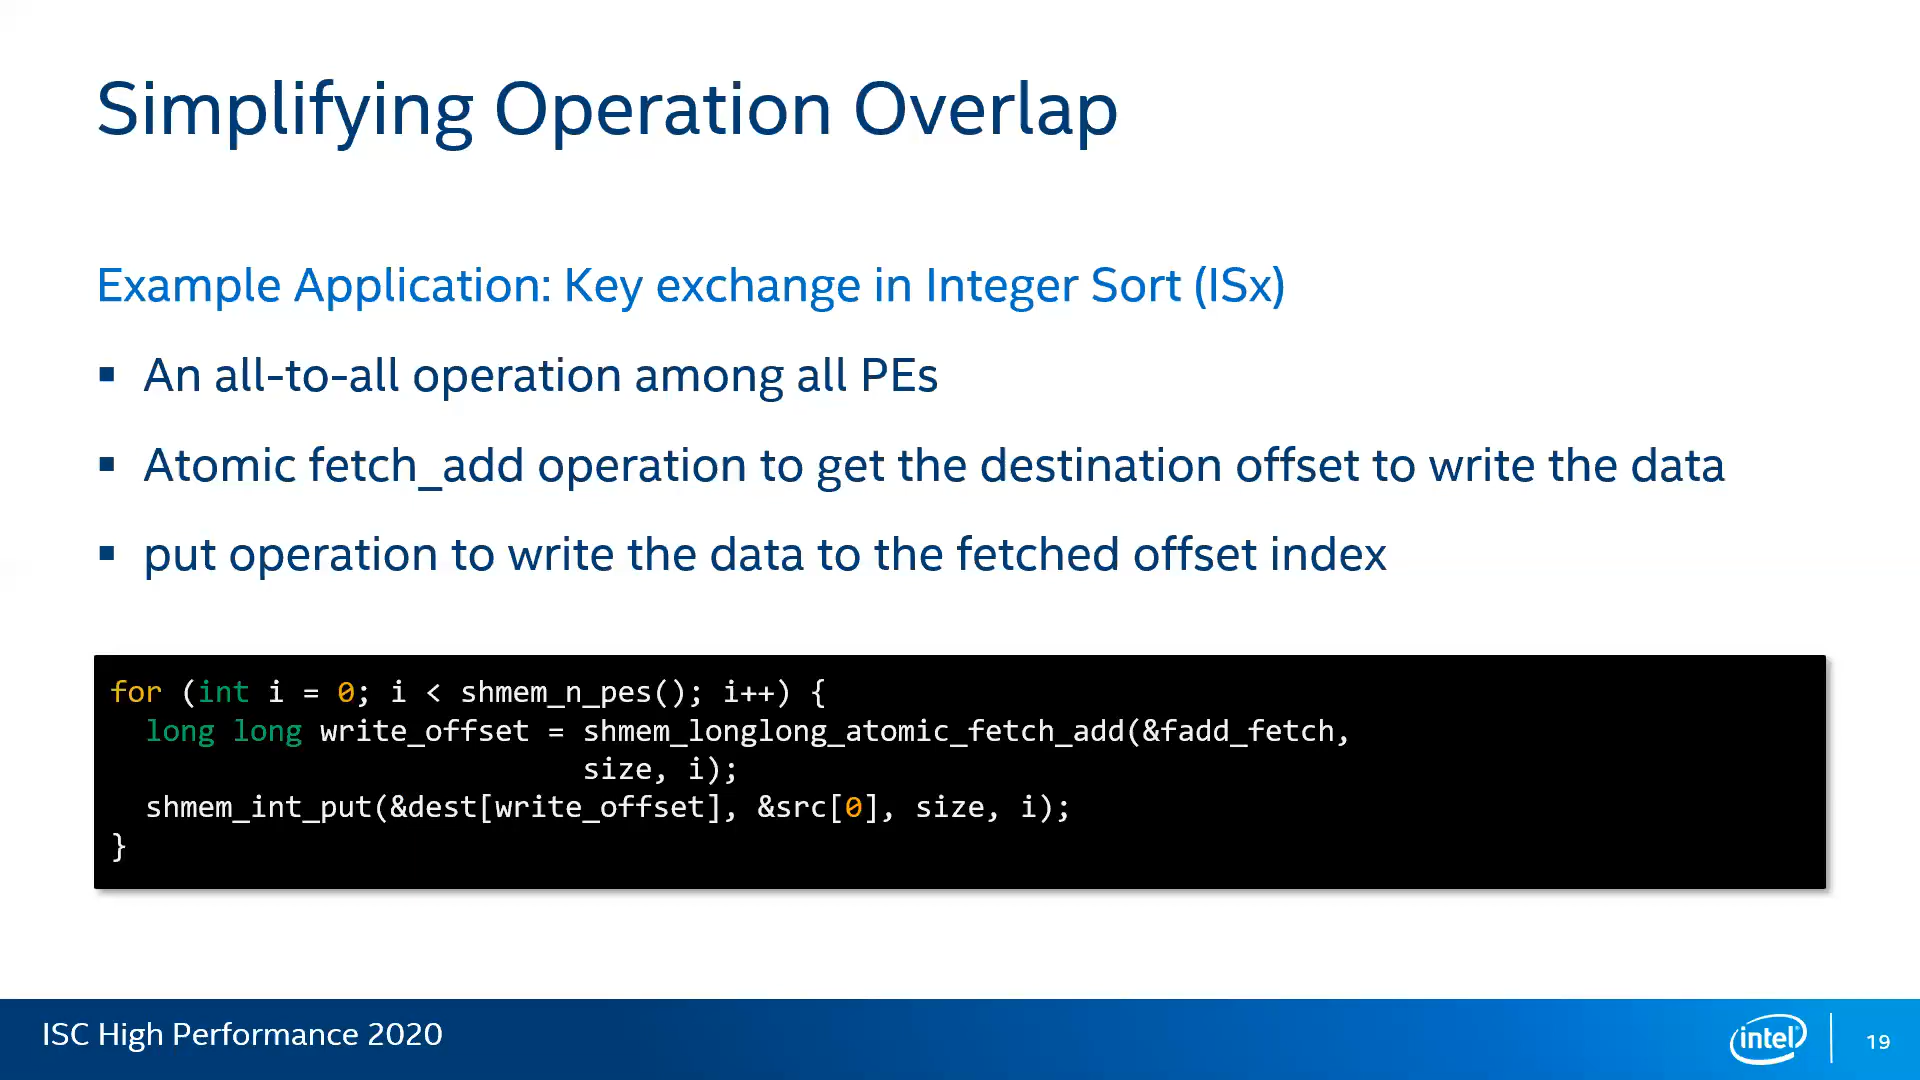 Simplifying Operation Overlap
Example Application: Key exchange in Integer Sort (ISx)
▪ An all-to-all operation among all PEs
▪ Atomic fetch_add operation to get the destination offset to write the data
▪ put operation to write the data to the fetched offset index
for (int i = 0; i < shmem_n_pes(); i++) {
  long long write_offset = shmem_longlong_atomic_fetch_add(&fadd_fetch,
                           size, i);
  shmem_int_put(&dest[write_offset], &src[0], size, i);
}
ISC High Performance 2020
intel
19